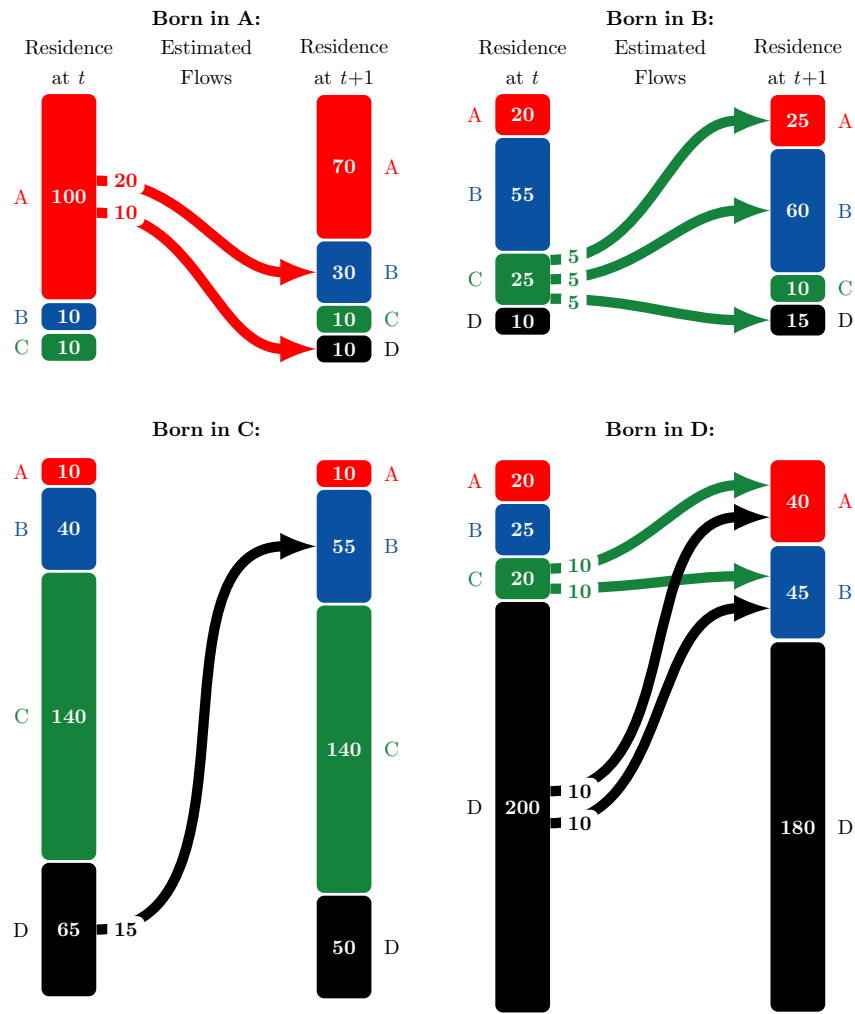 Born in A:
Residence at t
Estimated Flows
Residence at t+1
A 100
B 10
C 10
20
10
70 A
30 B
10 C
10 D
Born in B:
Residence at t
Estimated Flows
Residence at t+1
A 20
B 55
C 25
D 10
5
5
5
25 A
60 B
10 C
15 D
Born in C:
A 10
B 40
C 140
D 65
15
10 A
55 B
140 C
50 D
Born in D:
A 20
B 25
C 20
D 200
10
10
10
10
40 A
45 B
180 D